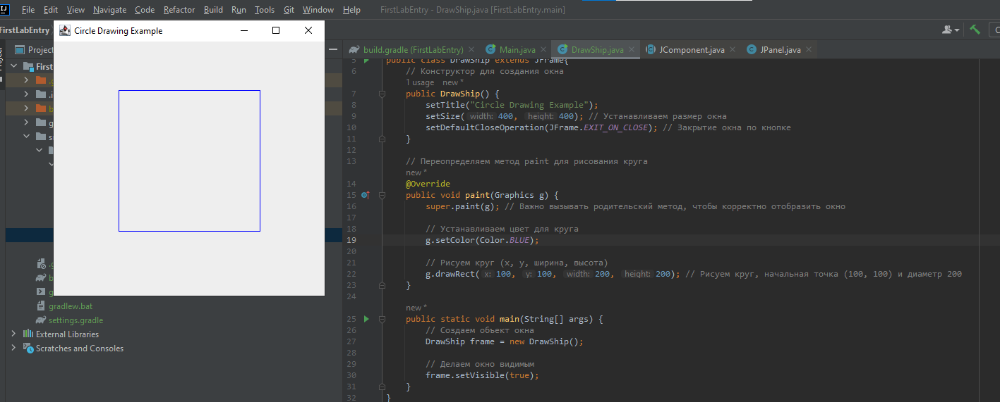 File Edit View Navigate Code Refactor Build Run Tools Git Window Help FirstLabEntry - DrawShip.java [FirstLabEntry.main]
FirstLabEntry
Circle Drawing Example
Project
build.gradle (FirstLabEntry) Main.java DrawShip.java JComponent.java JPanel.java
First
gradlew.bat
settings.gradle
External Libraries
Scratches and Consoles
5 public class DrawShip extends JFrame{
6 // Конструктор для создания окна
1 usage new *
7 public DrawShip() {
8 setTitle("Circle Drawing Example");
9 setSize( width: 400, height: 400); // Устанавливаем размер окна
10 setDefaultCloseOperation(JFrame.EXIT_ON_CLOSE); // Закрытие окна по кнопке
11 }
12
13 // Переопределяем метод paint для рисования круга
new *
14 @Override
15 public void paint(Graphics g) {
16 super.paint(g); // Важно вызывать родительский метод, чтобы корректно отобразить окно
17
18 // Устанавливаем цвет для круга
19 g.setColor(Color.BLUE);
20
21 // Рисуем круг (x, y, ширина, высота)
22 g.drawRect( x: 100, y: 100, width: 200, height: 200); // Рисуем круг, начальная точка (100, 100) и диаметр 200
23 }
24
new *
25 public static void main(String[] args) {
26 // Создаем объект окна
27 DrawShip frame = new DrawShip();
28
29 // Делаем окно видимым
30 frame.setVisible(true);
31 }
32 }